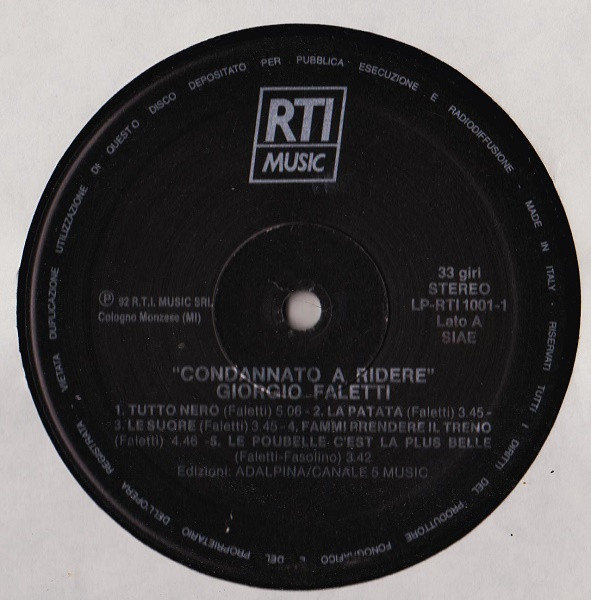 RTI
MUSIC
℗ 92 R.T.I. MUSIC SRL
Cologno Monzese (MI)
33 giri
STEREO
LP-RTI 1001-1
Lato A
SIAE
"CONDANNATO A RIDERE"
GIORGIO FALETTI
1. TUTTO NERO (Faletti) 5.06 - 2. LA PATATA (Faletti) 3.45 -
3. LE SUORE (Faletti) 3.45 - 4. FAMMI PRENDERE IL TRENO
(Faletti) 4.46 - 5. LE POUBELLE C'EST LA PLUS BELLE
(Faletti-Fasolino) 3.42
Edizioni: ADALPINA/CANALE 5 MUSIC
RISERVATI TUTTI I DIRITTI DEL PRODUTTORE FONOGRAFICO E DEL PROPRIETARIO DELL'OPERA REGISTRATA - VIETATA DUPLICAZIONE UTILIZZAZIONE DI QUESTO DISCO DEPOSITATO PER PUBBLICA ESECUZIONE E RADIODIFFUSIONE - MADE IN ITALY -